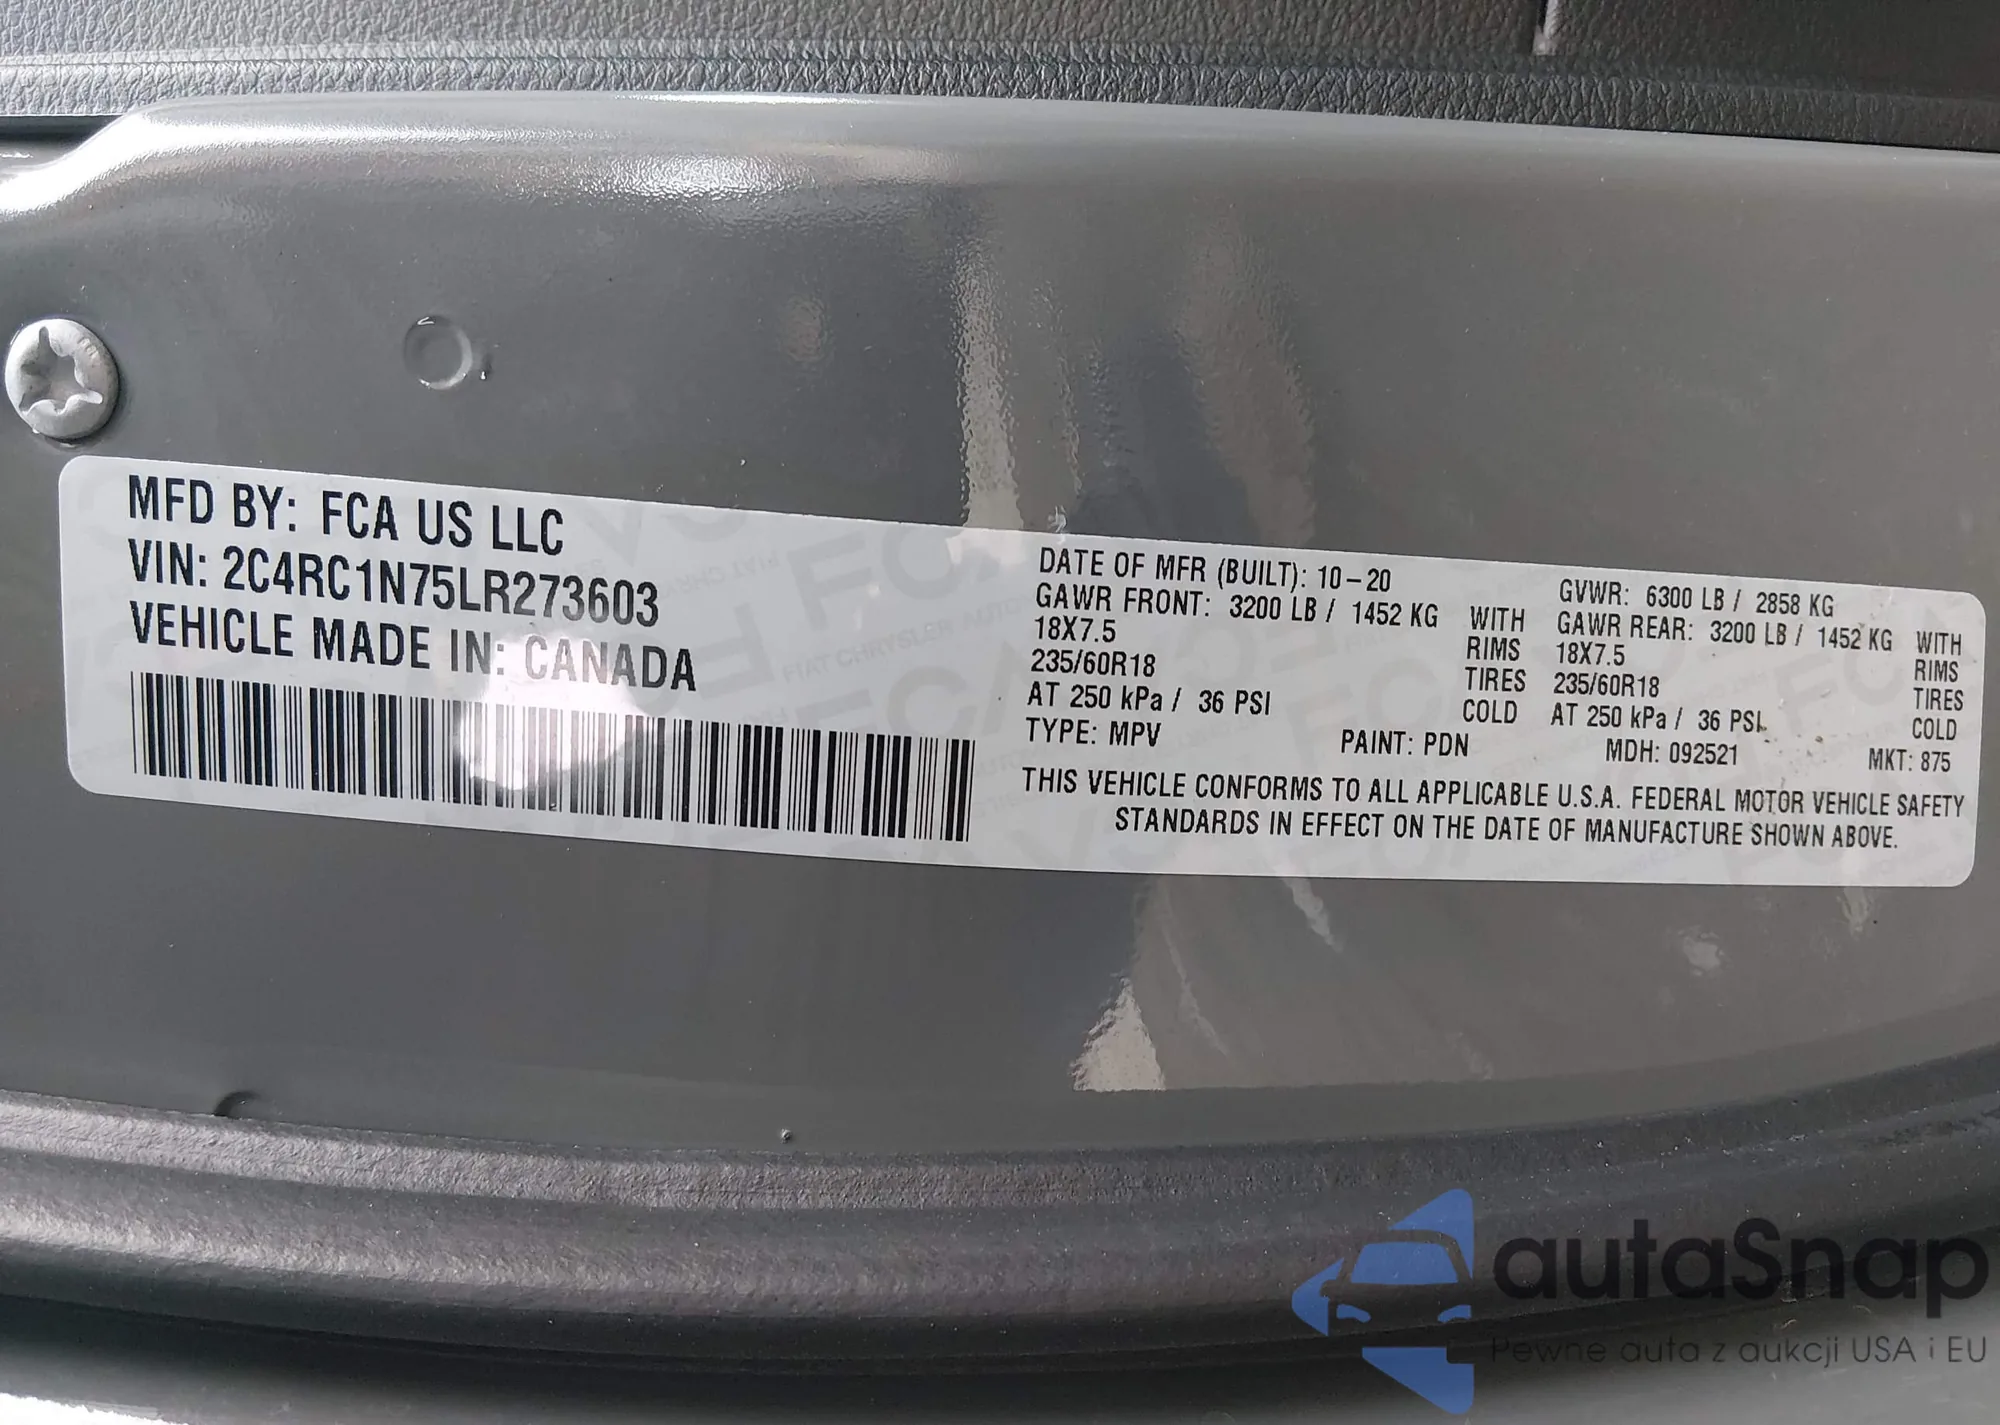 MFD BY: FCA US LLC
VIN: 2C4RC1N75LR273603
VEHICLE MADE IN: CANADA
DATE OF MFR (BUILT): 10-20 GVWR: 6300 LB / 2858 KG
GAWR FRONT: 3200 LB / 1452 KG WITH GAWR REAR: 3200 LB / 1452 KG WITH
18X7.5 RIMS 18X7.5 RIMS
235/60R18 TIRES 235/60R18 TIRES
AT 250 kPa / 36 PSI COLD AT 250 kPa / 36 PSI COLD
TYPE: MPV PAINT: PDN MDH: 092521 MKT: 875
THIS VEHICLE CONFORMS TO ALL APPLICABLE U.S.A. FEDERAL MOTOR VEHICLE SAFETY
STANDARDS IN EFFECT ON THE DATE OF MANUFACTURE SHOWN ABOVE.
autaSnap
Pewne auta z aukcji USA i EU